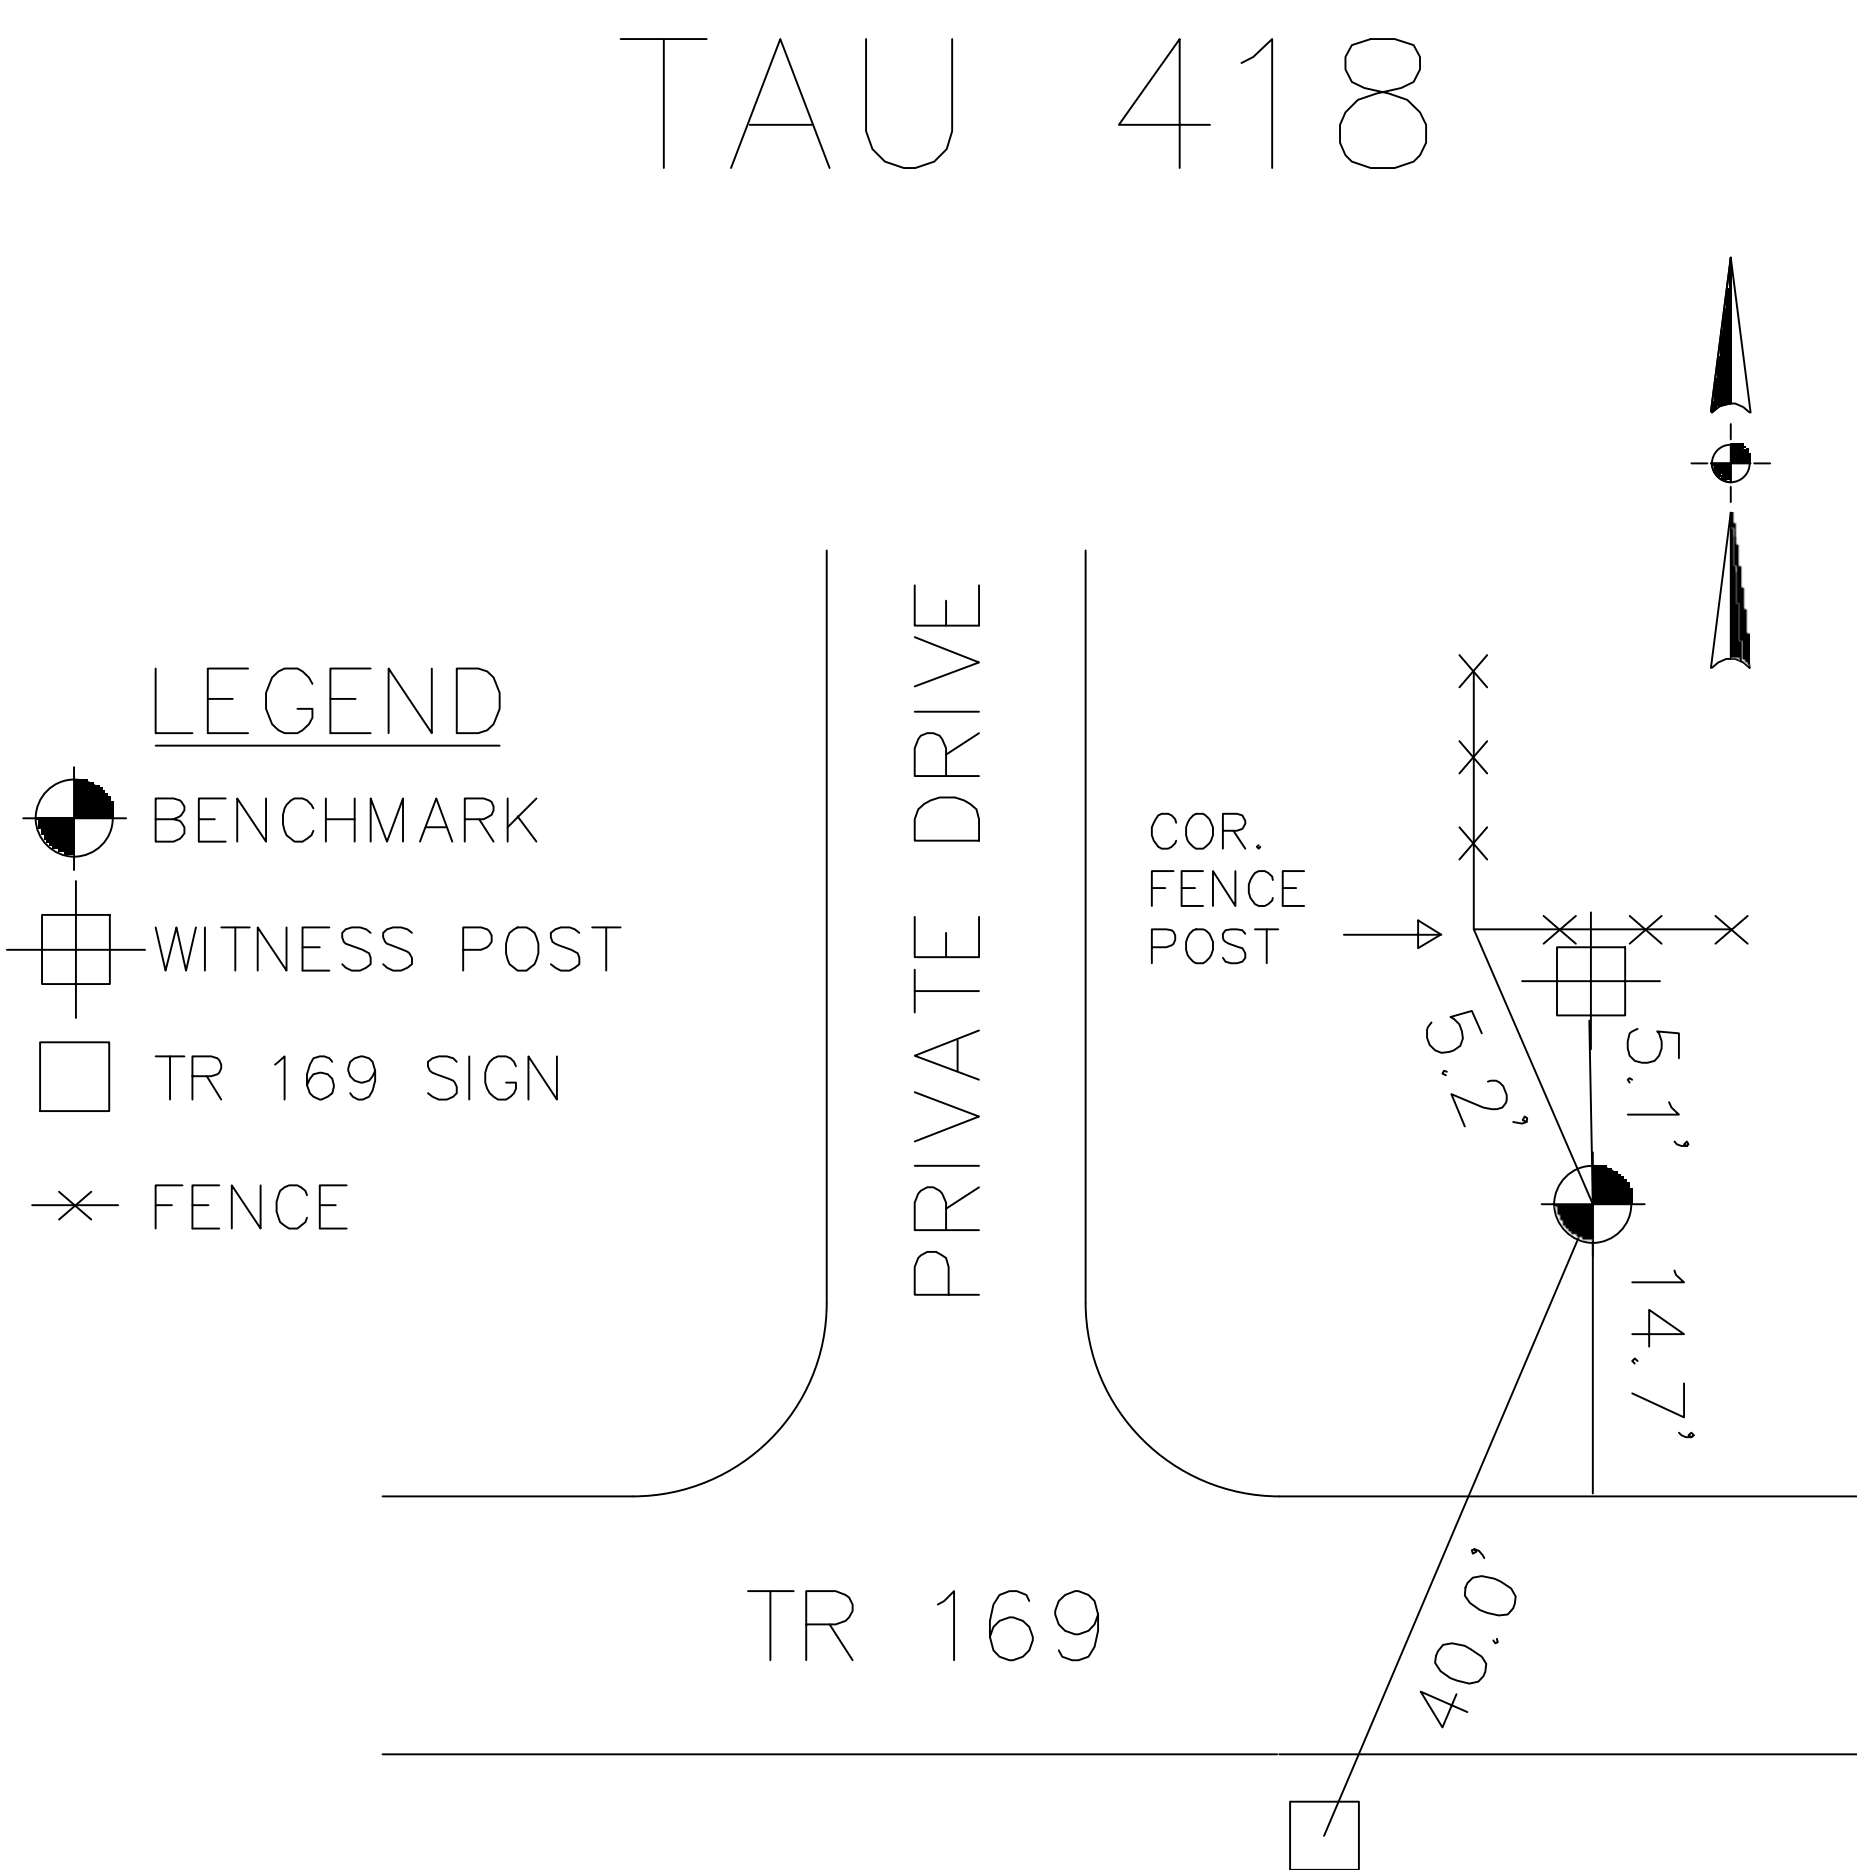 TAU 418
LEGEND
BENCHMARK
WITNESS POST
TR 169 SIGN
FENCE
PRIVATE DRIVE
COR.
FENCE
POST
5.2'
5.1'
14.7'
40.0'
TR 169